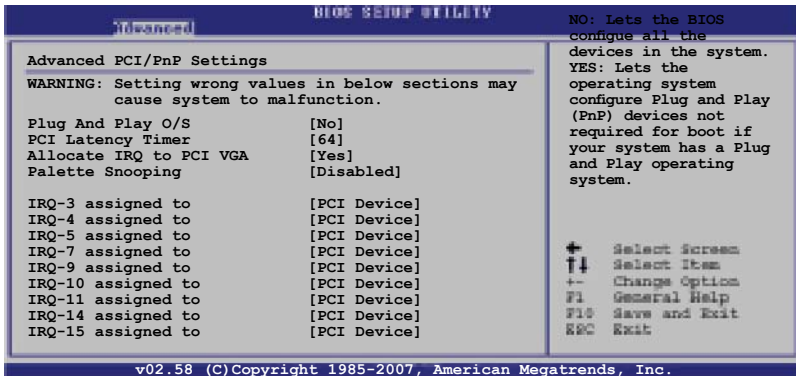 BIOS SETUP UTILITY
Advanced
Advanced PCI/PnP Settings
WARNING: Setting wrong values in below sections may
cause system to malfunction.
Plug And Play O/S [No]
PCI Latency Timer [64]
Allocate IRQ to PCI VGA [Yes]
Palette Snooping [Disabled]
IRQ-3 assigned to [PCI Device]
IRQ-4 assigned to [PCI Device]
IRQ-5 assigned to [PCI Device]
IRQ-7 assigned to [PCI Device]
IRQ-9 assigned to [PCI Device]
IRQ-10 assigned to [PCI Device]
IRQ-11 assigned to [PCI Device]
IRQ-14 assigned to [PCI Device]
IRQ-15 assigned to [PCI Device]
NO: Lets the BIOS
configue all the
devices in the system.
YES: Lets the
operating system
configure Plug and Play
(PnP) devices not
required for boot if
your system has a Plug
and Play operating
system.
← Select Screen
↑↓ Select Item
+- Change Option
F1 General Help
F10 Save and Exit
ESC Exit
v02.58 (C)Copyright 1985-2007, American Megatrends, Inc.